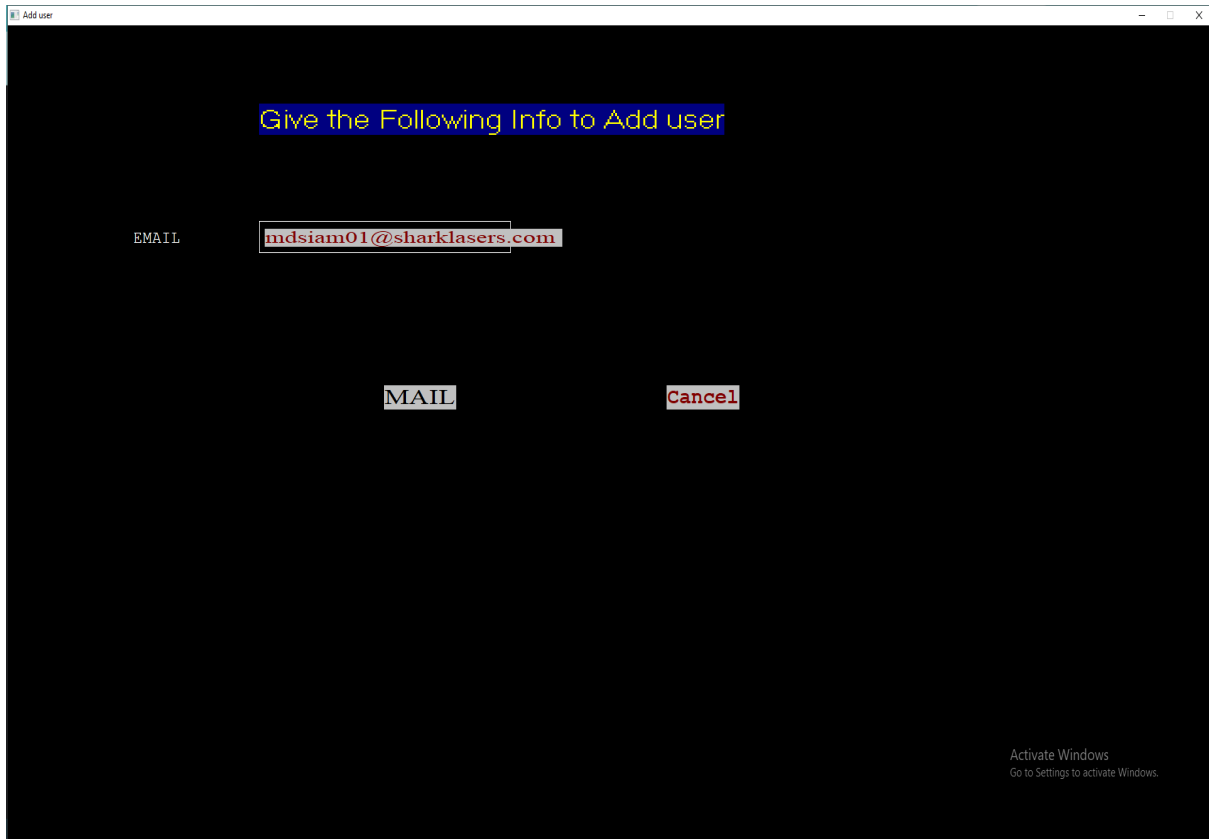 Add user
Give the Following Info to Add user
EMAIL mdsiam01@sharklasers.com
MAIL Cancel
Activate Windows
Go to Settings to activate Windows.